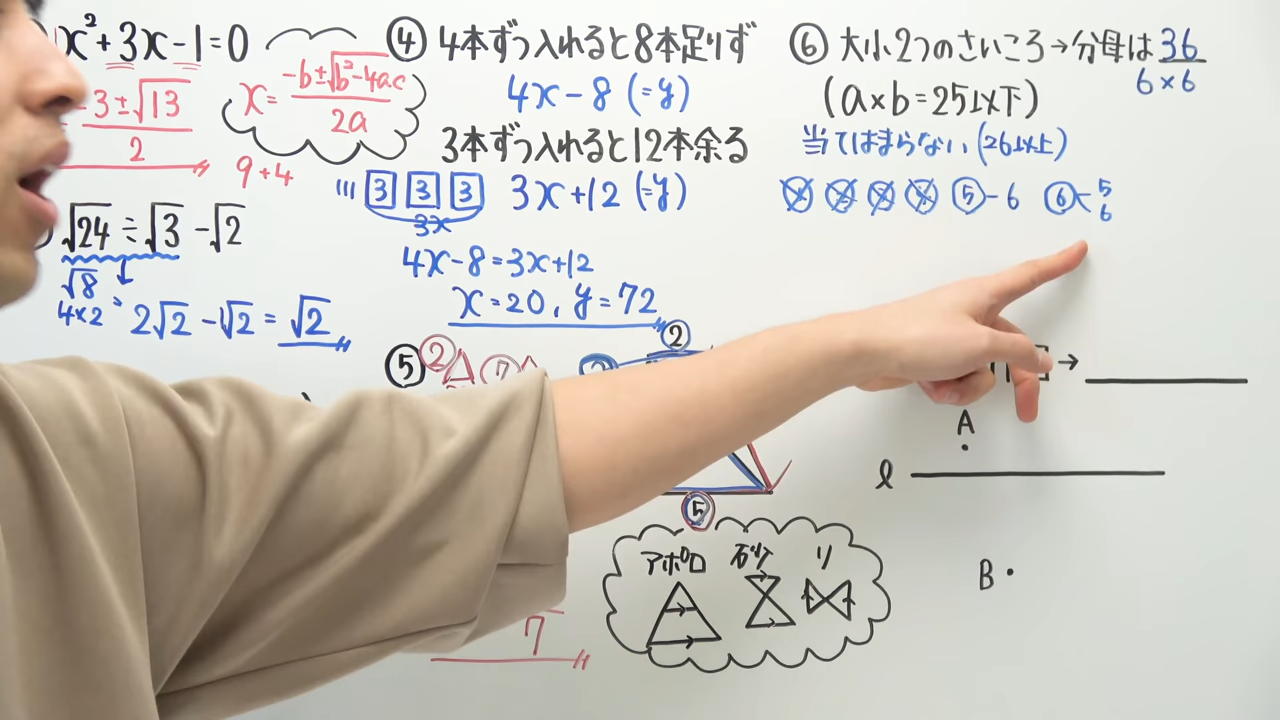 x²+3x-1=0
-3±√13
2
x= -b±√b²-4ac
2a
9+4
√24÷√3-√2
√8
4×2
2√2-√2=√2
④ 4本ずつ入れると8本足りず
4x-8 (=y)
3本ずつ入れると12本余る
3 3 3
3x
3x+12 (=y)
4x-8=3x+12
x=20, y=72
⑤ ② ⑦
②
⑤
アポロ 砂リ リ
7
⑥ 大小2つのさいころ→分母は36
6×6
(a×b=25以下)
当てはまらない(26以上)
⑤-6 ⑥< 5
6
→
A
ℓ
B